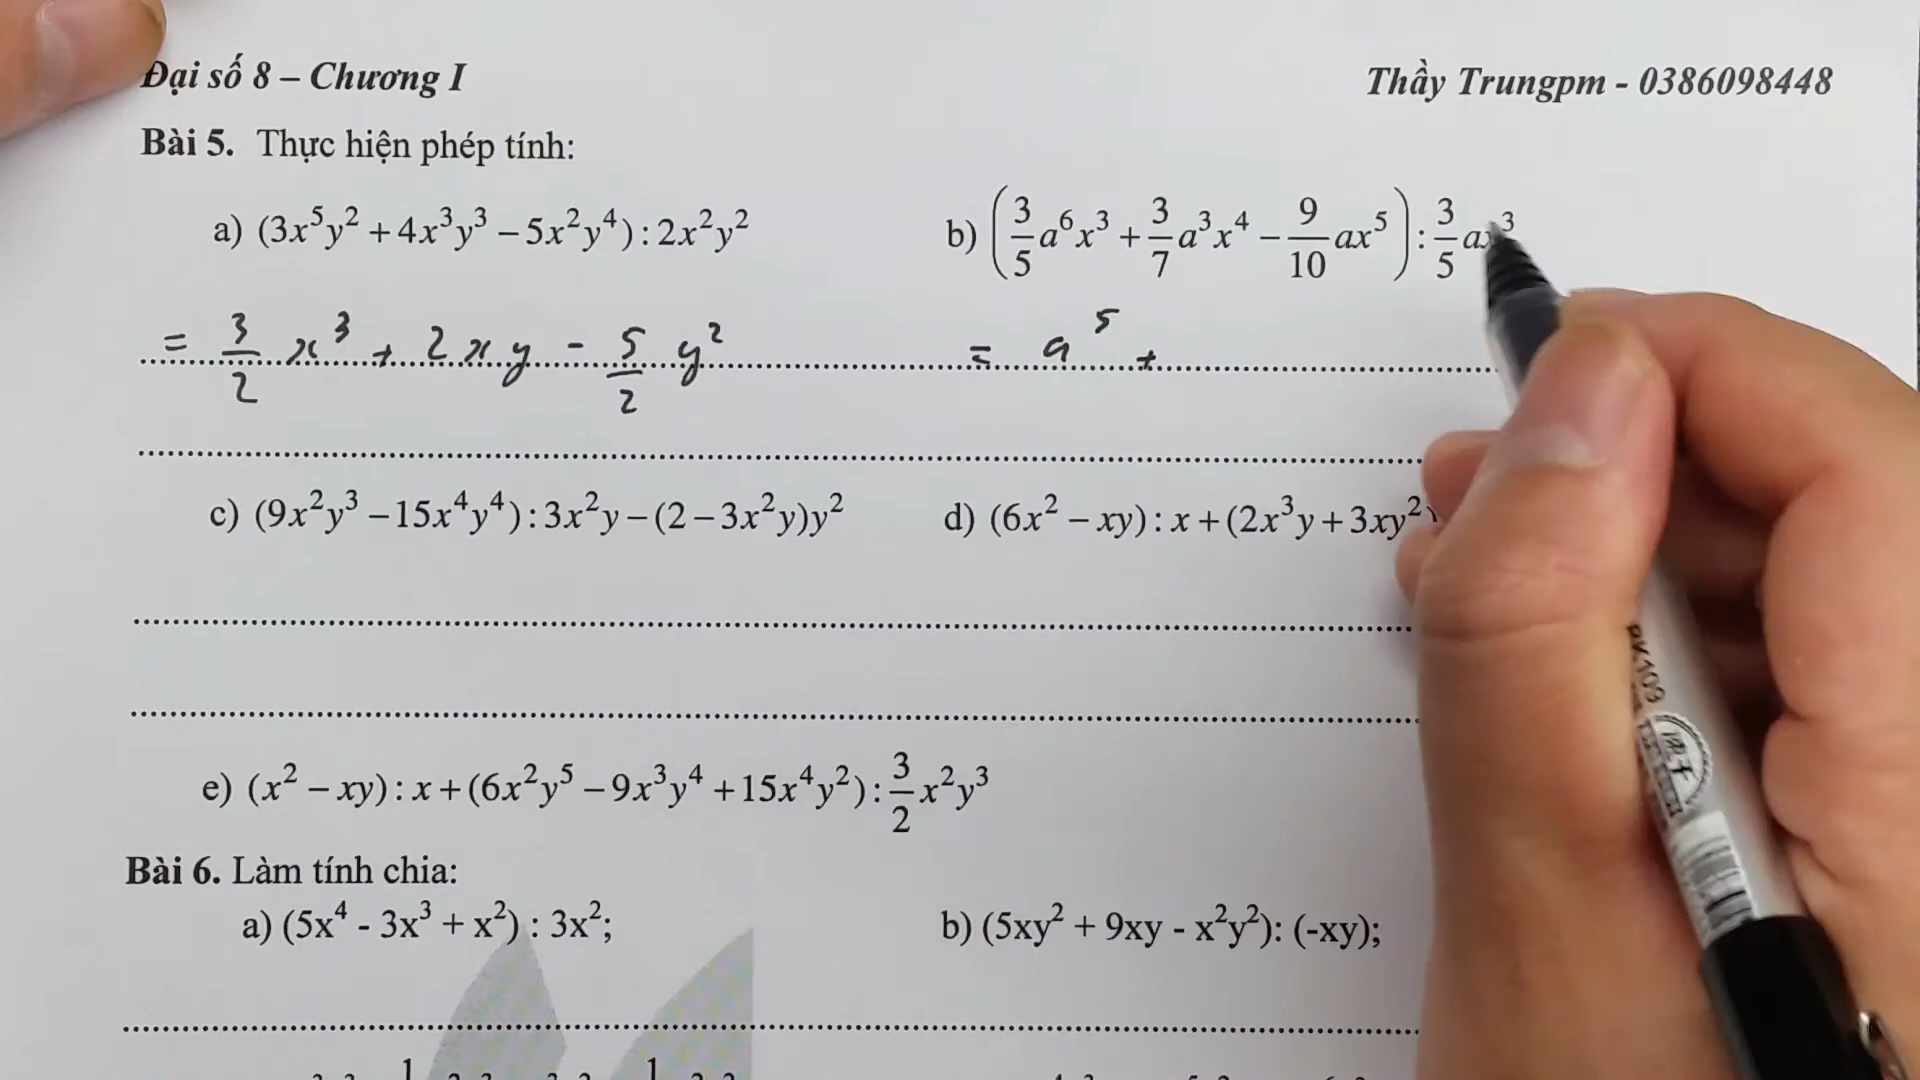 Đại số 8 – Chương I
Thầy Trungpm - 0386098448
Bài 5. Thực hiện phép tính:
a) (3x⁵y² + 4x³y³ – 5x²y⁴) : 2x²y²
b) (3/5 a⁶x³ + 3/7 a³x⁴ – 9/10 ax⁵) : 3/5 ax³
= 3/2 x³ + 2xy - 5/2 y²
= a⁵ +
c) (9x²y³ – 15x⁴y⁴) : 3x²y – (2 – 3x²y)y²
d) (6x² – xy) : x + (2x³y + 3xy²
e) (x² – xy) : x + (6x²y⁵ – 9x³y⁴ + 15x⁴y²) : 3/2 x²y³
Bài 6. Làm tính chia:
a) (5x⁴ - 3x³ + x²) : 3x²;
b) (5xy² + 9xy - x²y²): (-xy);